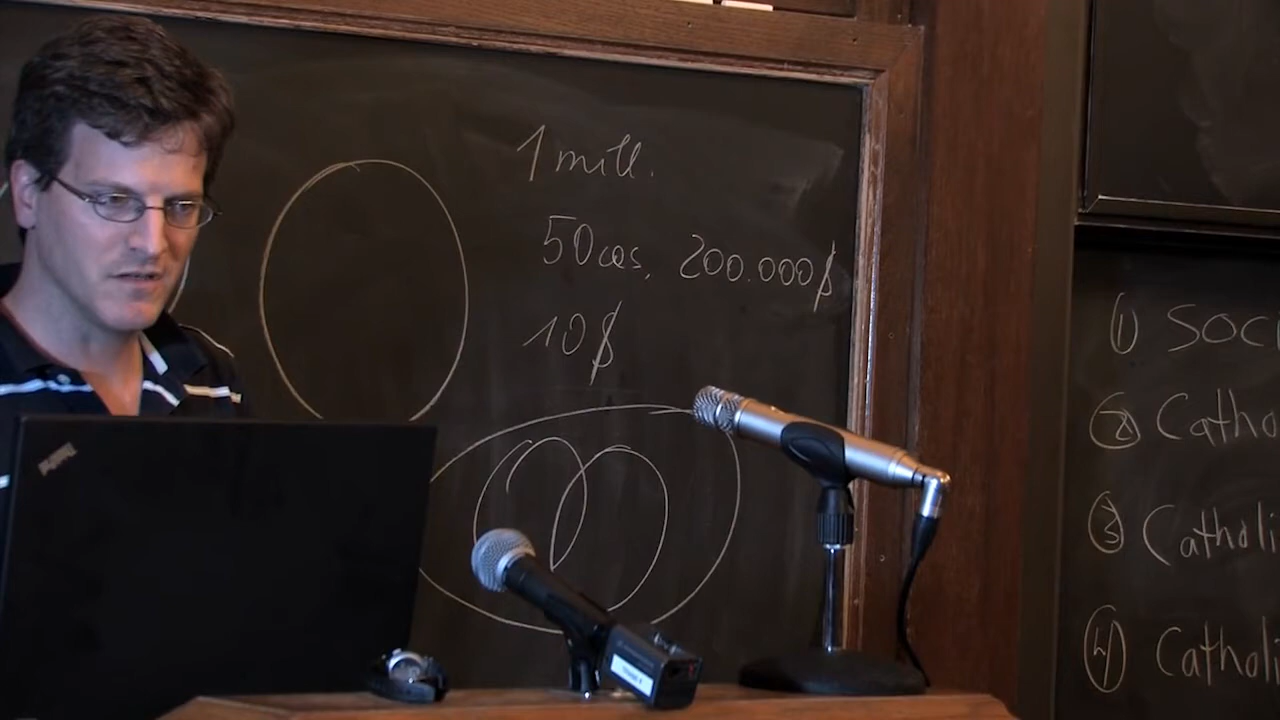 1 mill.
50 ces, 200.000$
10$
① Soci
② Catho
③ Catholi
④ Catholi